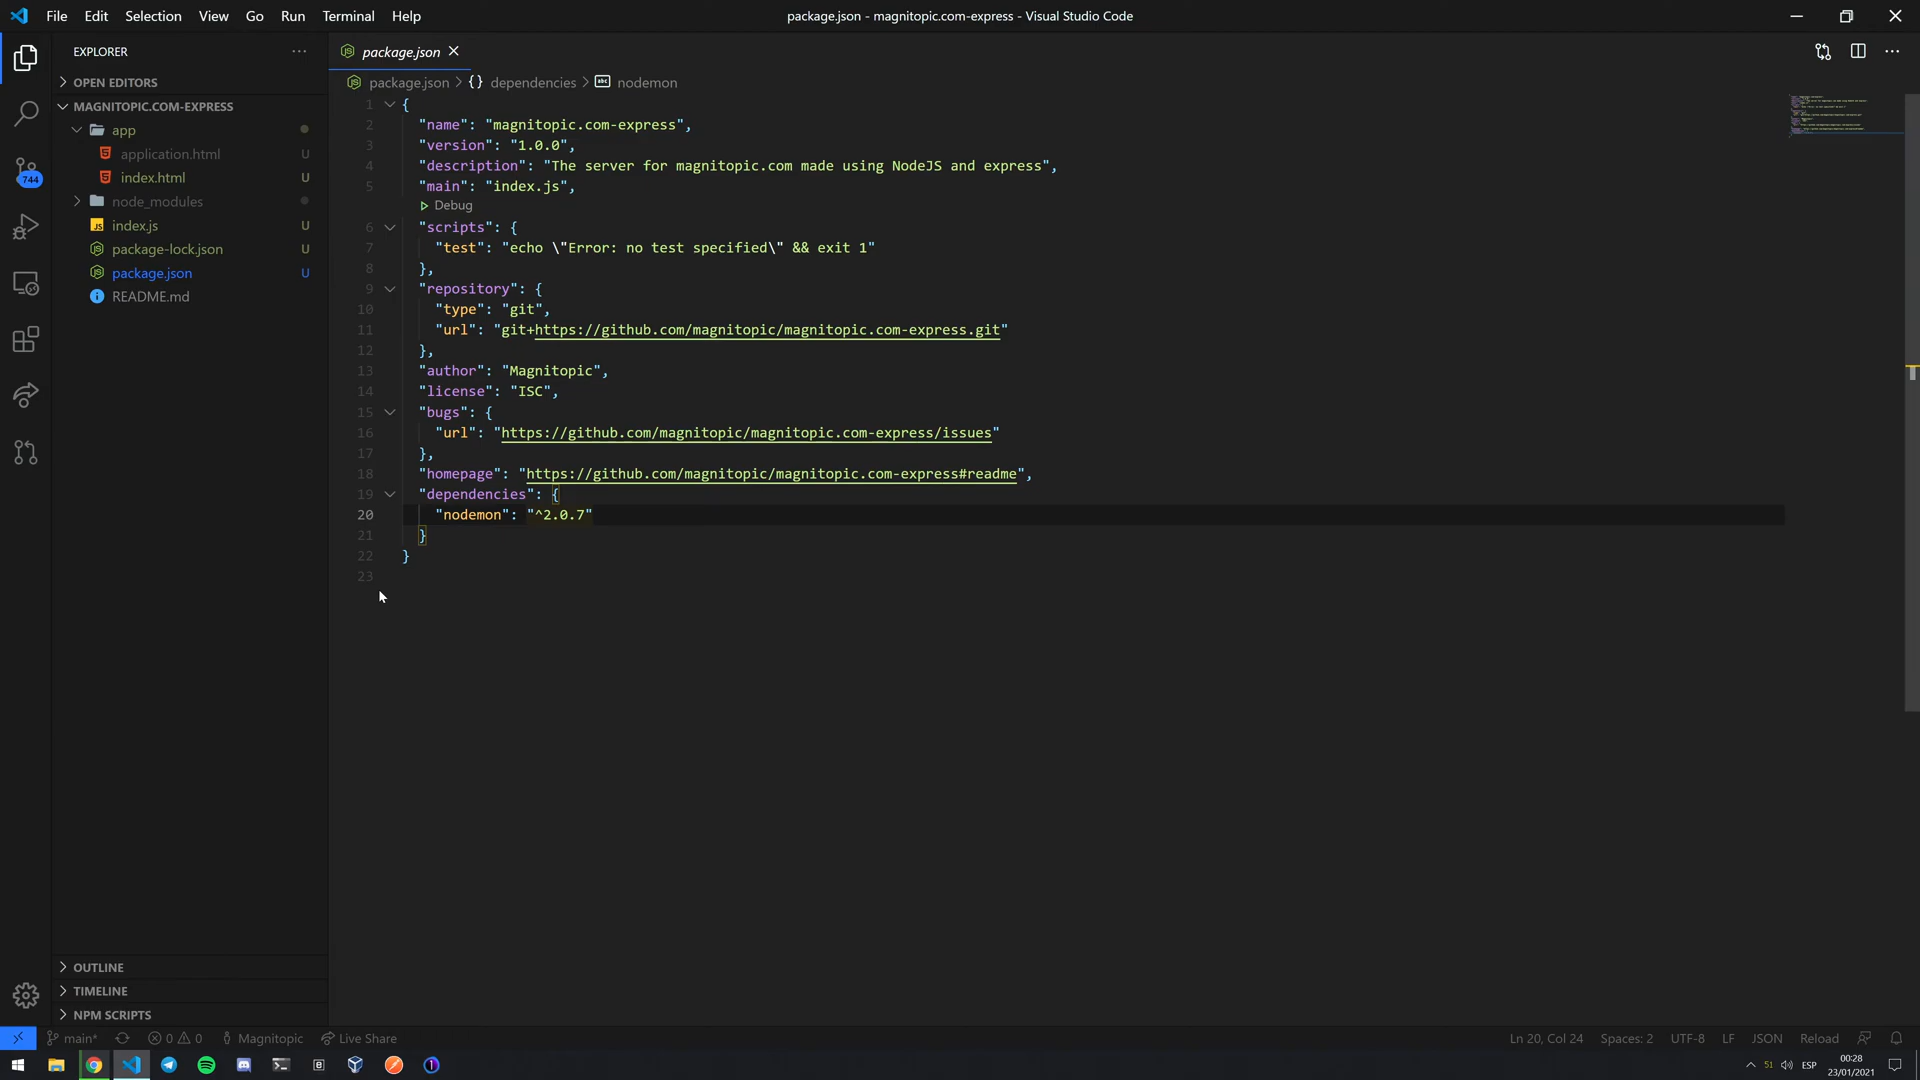 File Edit Selection View Go Run Terminal Help
package.json - magnitopic.com-express - Visual Studio Code
EXPLORER
OPEN EDITORS
MAGNITOPIC.COM-EXPRESS
app
application.html U
index.html U
node_modules
index.js U
package-lock.json U
package.json U
README.md
744
OUTLINE
TIMELINE
NPM SCRIPTS
package.json
package.json > {} dependencies > abc nodemon
1 {
2 "name": "magnitopic.com-express",
3 "version": "1.0.0",
4 "description": "The server for magnitopic.com made using NodeJS and express",
5 "main": "index.js",
Debug
6 "scripts": {
7 "test": "echo \"Error: no test specified\" && exit 1"
8 },
9 "repository": {
10 "type": "git",
11 "url": "git+https://github.com/magnitopic/magnitopic.com-express.git"
12 },
13 "author": "Magnitopic",
14 "license": "ISC",
15 "bugs": {
16 "url": "https://github.com/magnitopic/magnitopic.com-express/issues"
17 },
18 "homepage": "https://github.com/magnitopic/magnitopic.com-express#readme",
19 "dependencies": {
20 "nodemon": "^2.0.7"
21 }
22 }
23
main* 0 0 Magnitopic Live Share
Ln 20, Col 24 Spaces: 2 UTF-8 LF JSON Reload
51 ESP
00:28
23/01/2021